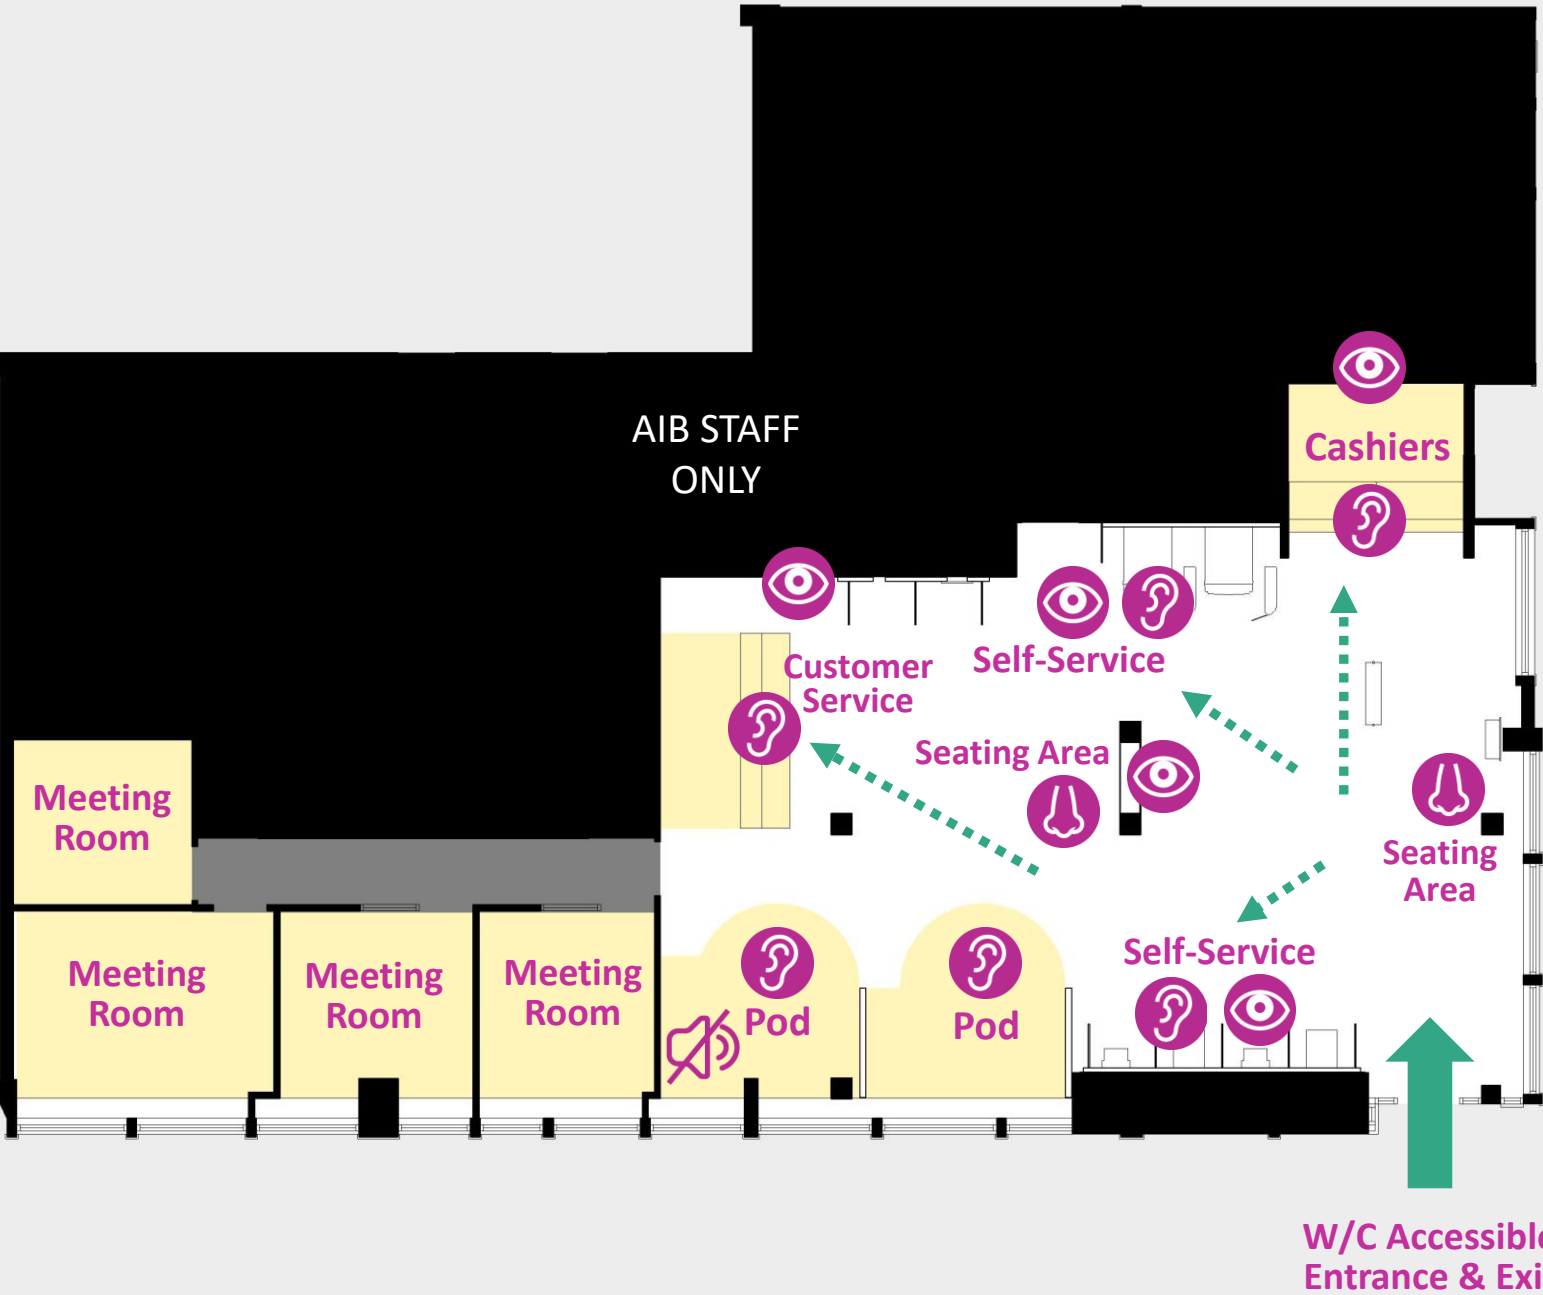 AIB STAFF
ONLY
Cashiers
Customer
Service
Self-Service
Seating Area
Seating
Area
Meeting
Room
Meeting
Room
Meeting
Room
Meeting
Room
Pod
Pod
Self-Service
W/C Accessible
Entrance & Exi